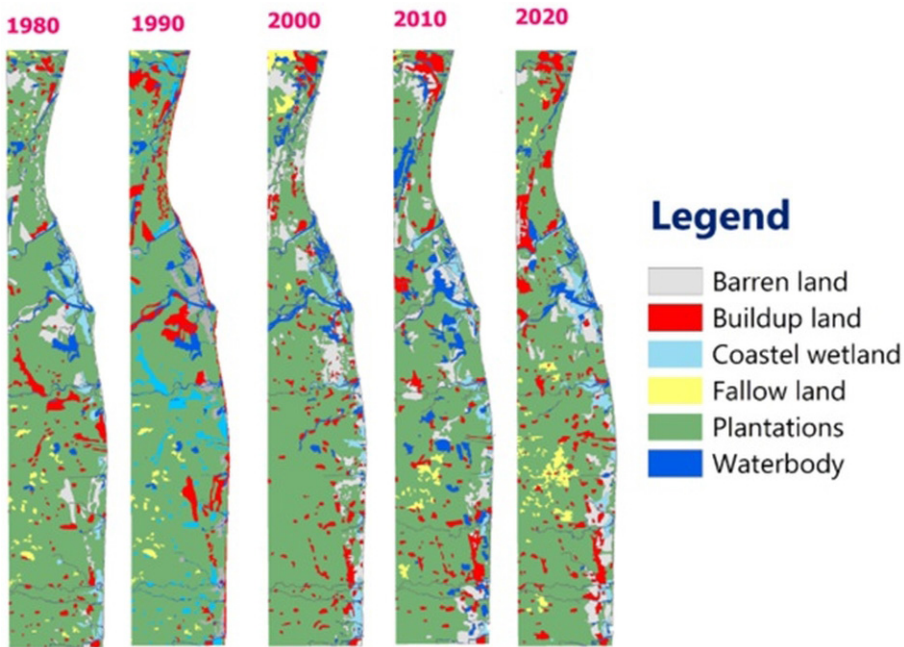 1980
1990
2000
2010
2020
Legend
Barren land
Buildup land
Coastel wetland
Fallow land
Plantations
Waterbody